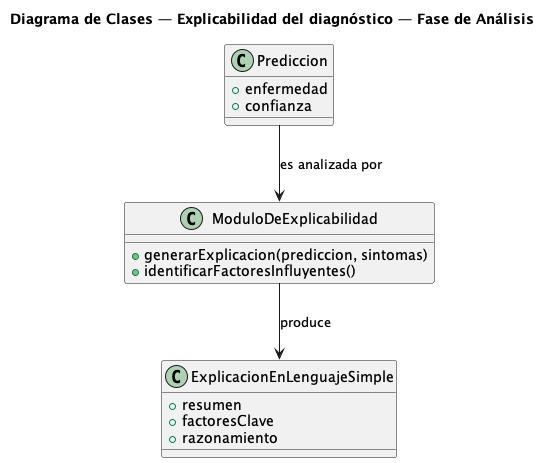 Diagrama de Clases — Explicabilidad del diagnóstico — Fase de Análisis
C Prediccion
enfermedad
confianza
es analizada por
C ModuloDeExplicabilidad
generarExplicacion(prediccion, sintomas)
identificarFactoresInfluyentes()
produce
C ExplicacionEnLenguajeSimple
resumen
factoresClave
razonamiento